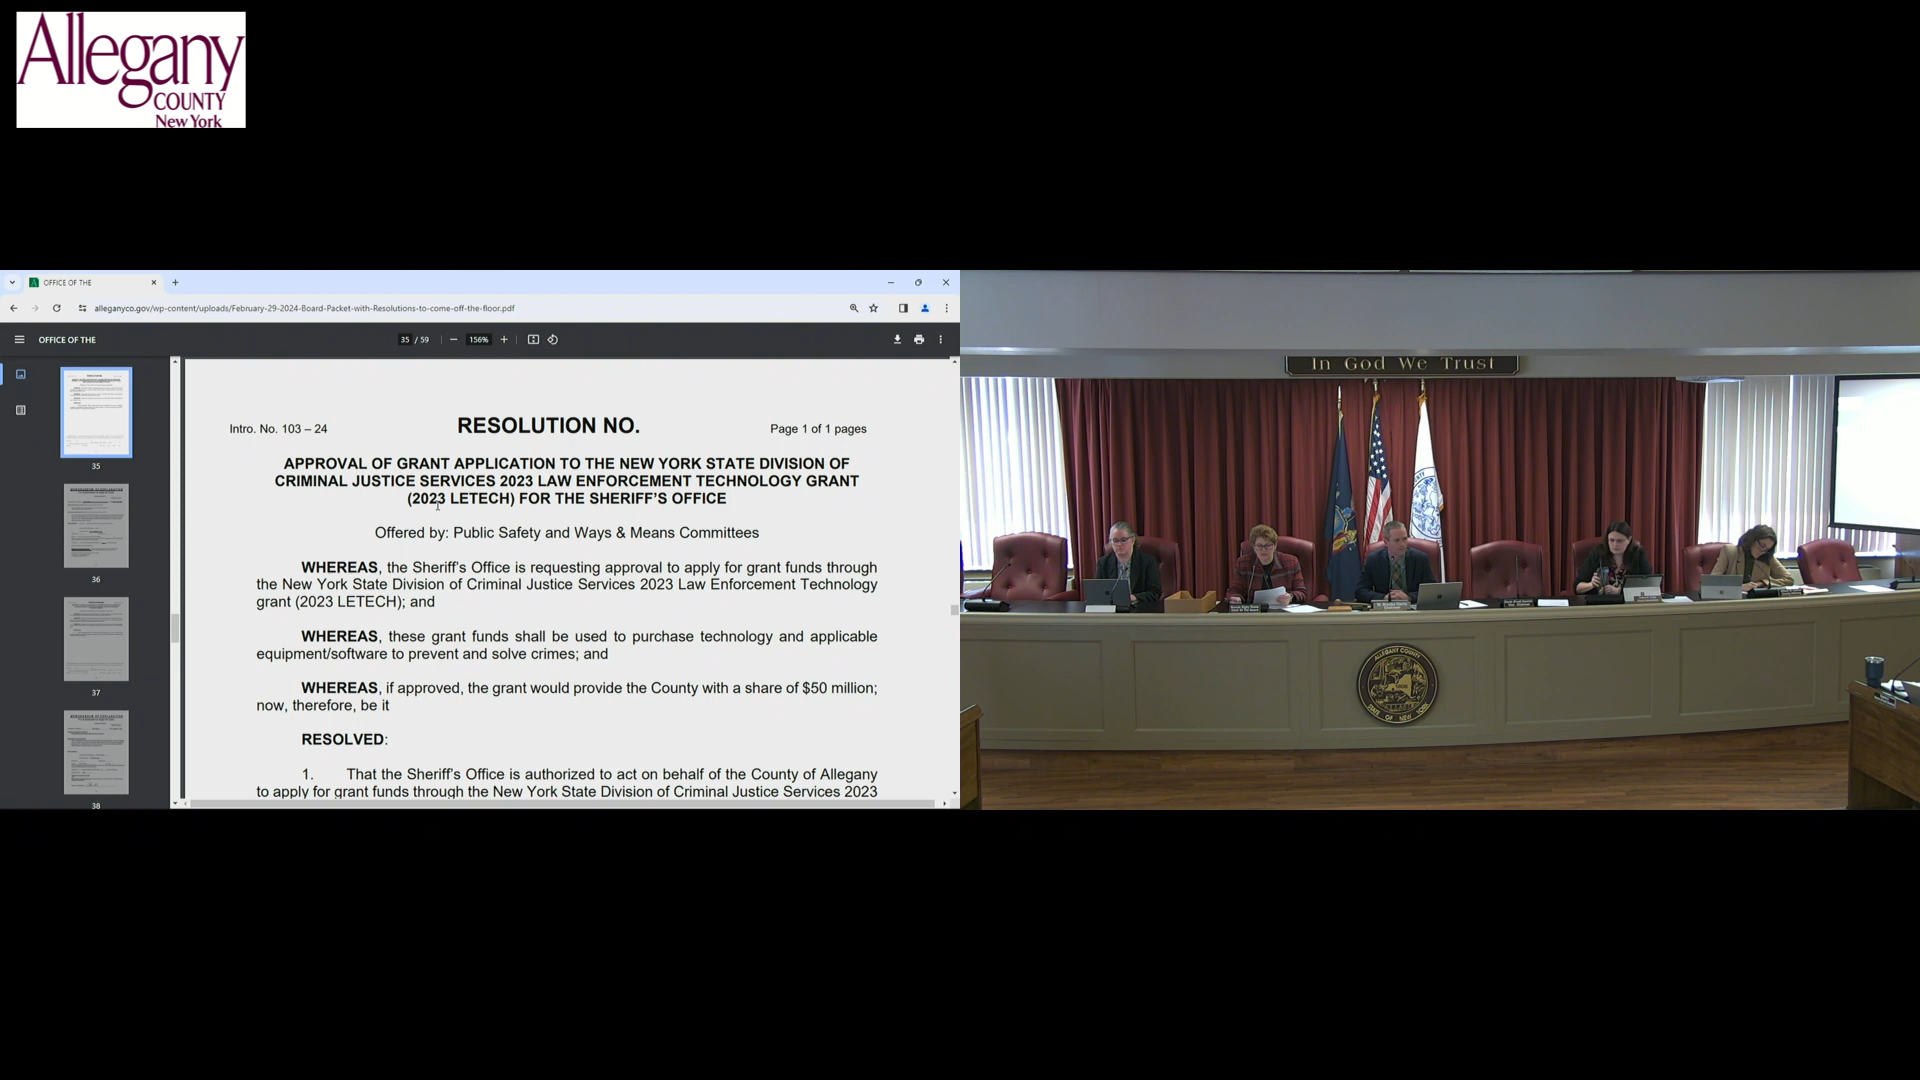 Allegany
COUNTY
New York
OFFICE OF THE
alleganyco.gov/wp-content/uploads/February-29-2024-Board-Packet-with-Resolutions-to-come-off-the-floor.pdf
OFFICE OF THE
35 / 59
156%
35
36
37
38
Intro. No. 103 – 24
RESOLUTION NO.
Page 1 of 1 pages
APPROVAL OF GRANT APPLICATION TO THE NEW YORK STATE DIVISION OF
CRIMINAL JUSTICE SERVICES 2023 LAW ENFORCEMENT TECHNOLOGY GRANT
(2023 LETECH) FOR THE SHERIFF'S OFFICE
Offered by: Public Safety and Ways & Means Committees
WHEREAS, the Sheriff's Office is requesting approval to apply for grant funds through
the New York State Division of Criminal Justice Services 2023 Law Enforcement Technology
grant (2023 LETECH); and
WHEREAS, these grant funds shall be used to purchase technology and applicable
equipment/software to prevent and solve crimes; and
WHEREAS, if approved, the grant would provide the County with a share of $50 million;
now, therefore, be it
RESOLVED:
1. That the Sheriff's Office is authorized to act on behalf of the County of Allegany
to apply for grant funds through the New York State Division of Criminal Justice Services 2023
In God We Trust
ALLEGANY COUNTY
STATE OF NEW YORK